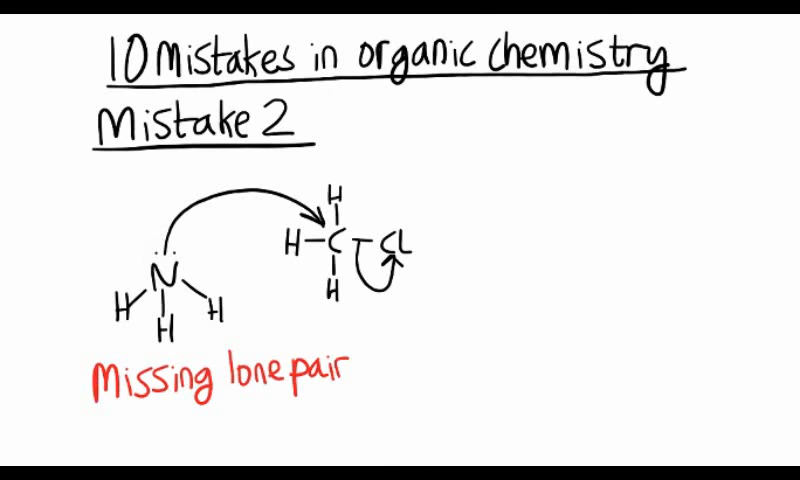 10 Mistakes in organic chemistry
Mistake 2
H
H-C-CL
N
H H H
H
Missing lone pair